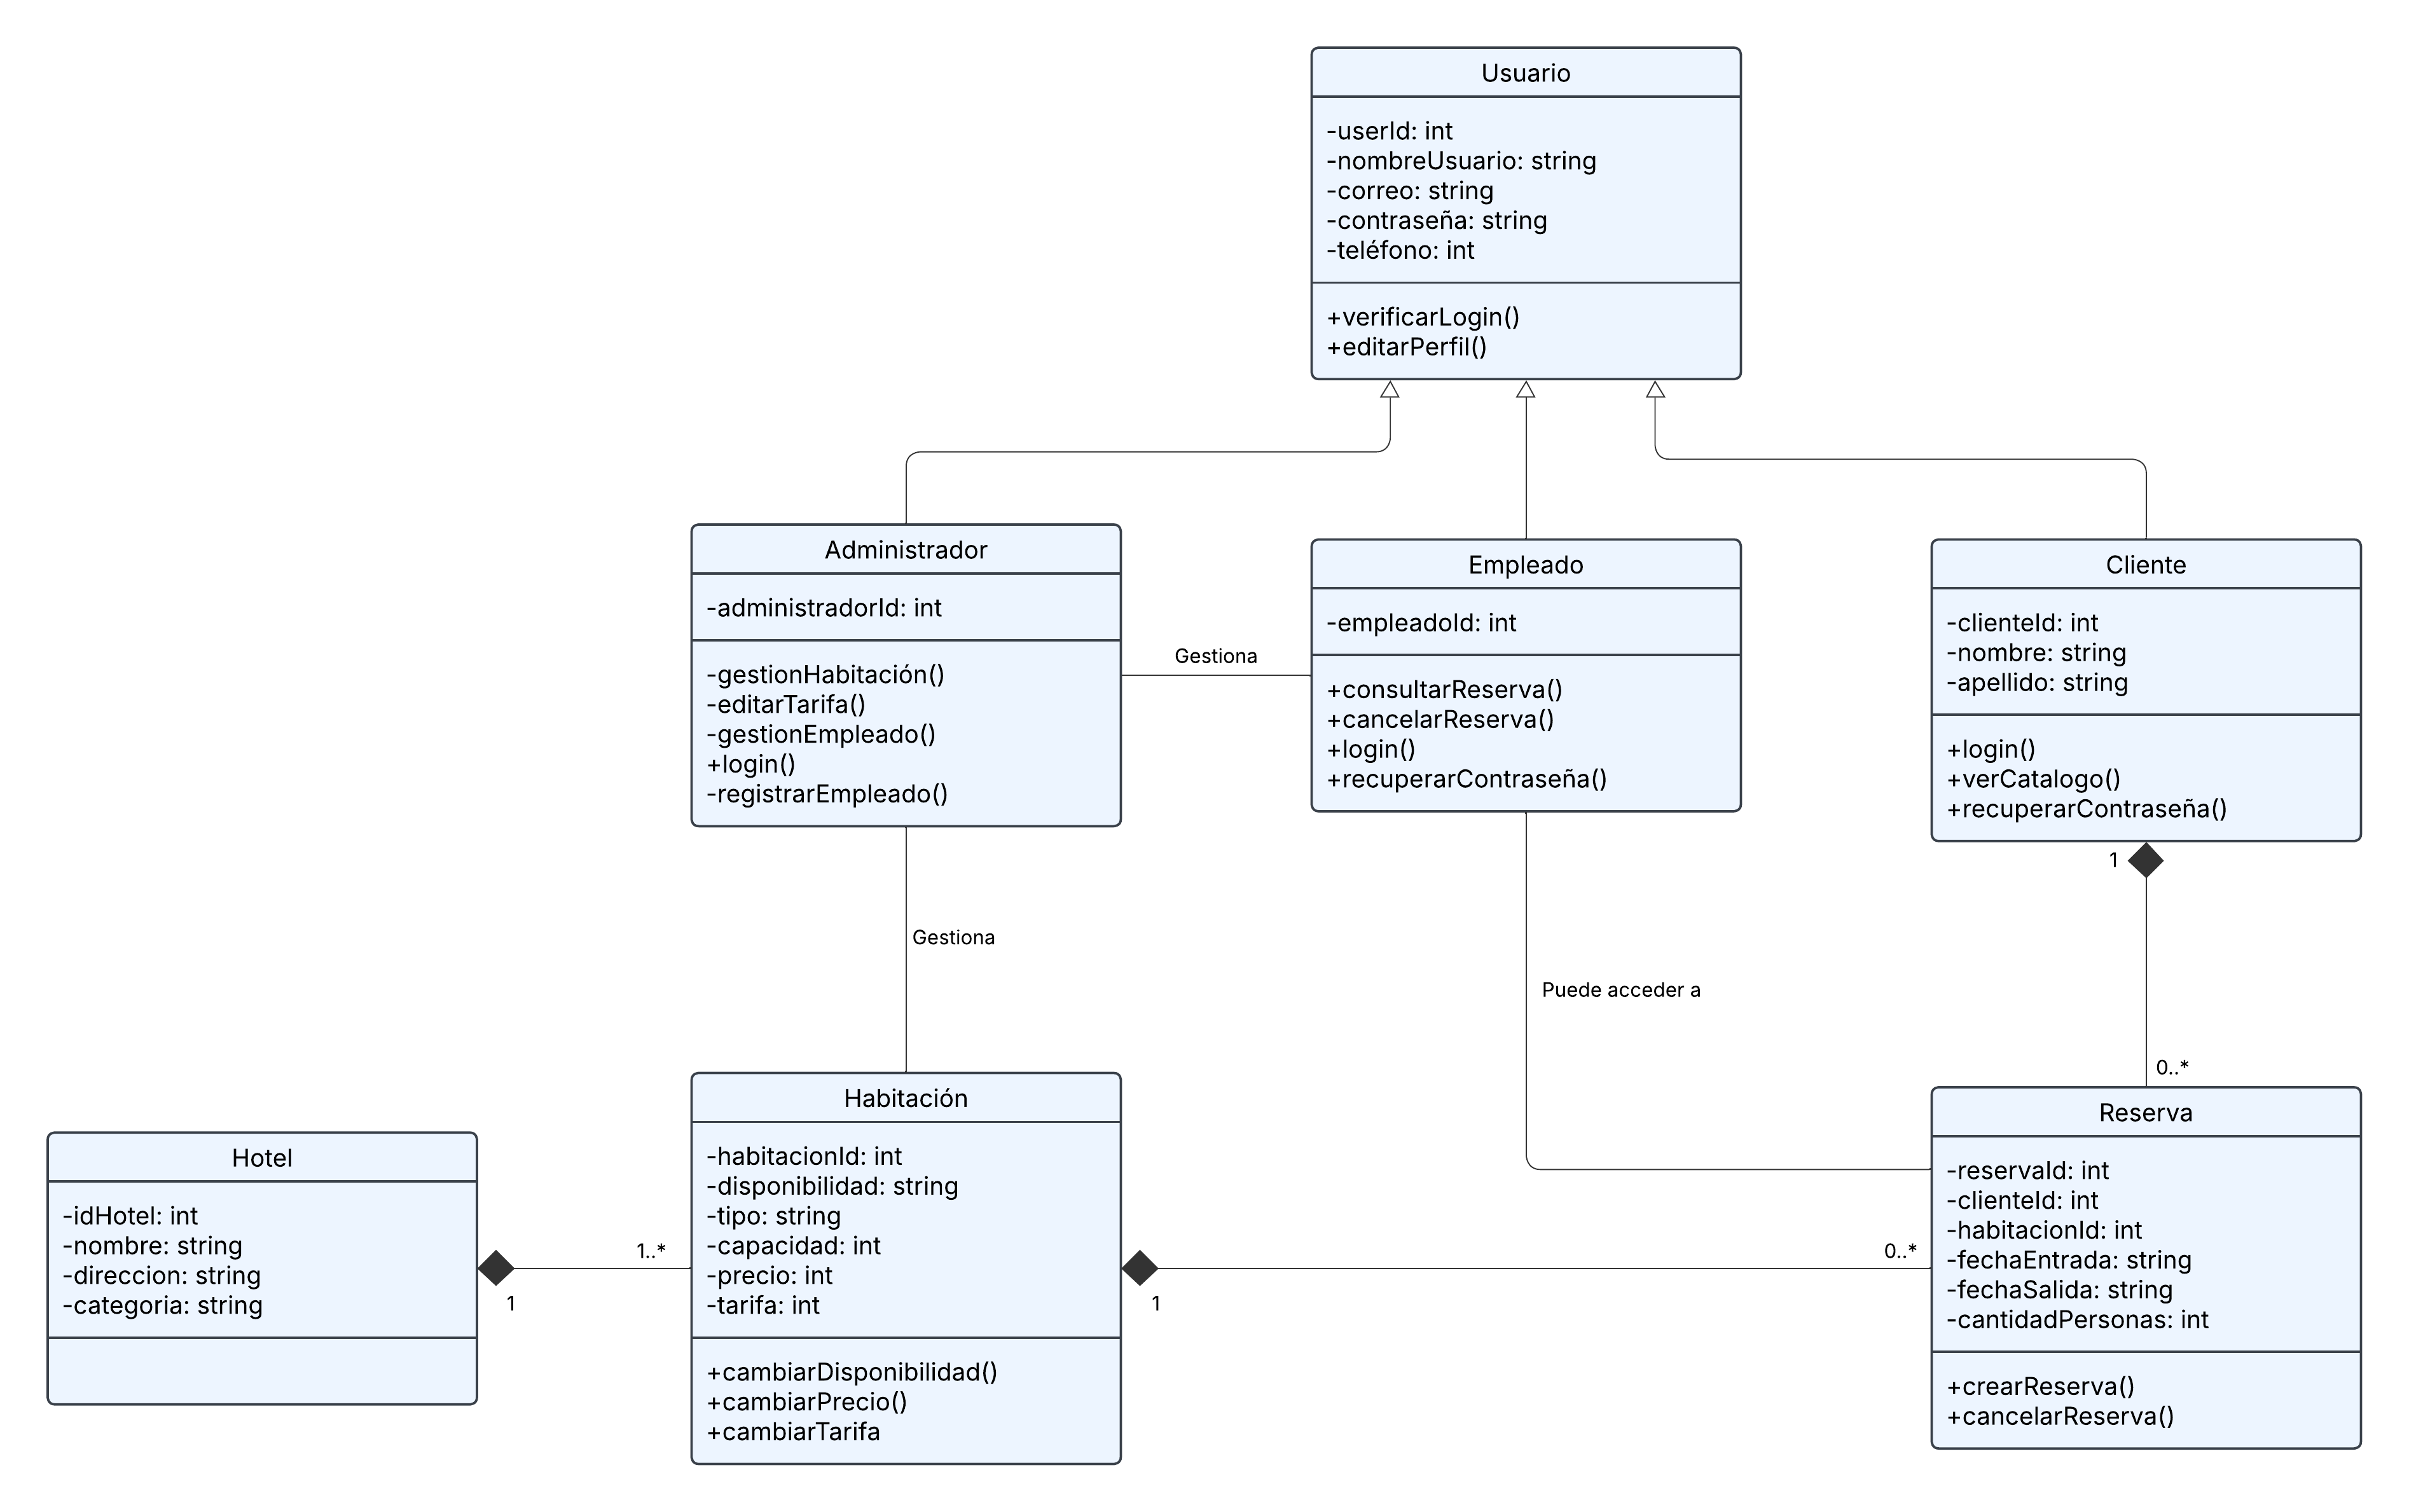 Usuario
-userId: int
-nombreUsuario: string
-correo: string
-contraseña: string
-teléfono: int
+verificarLogin()
+editarPerfil()
Administrador
-administradorId: int
-gestionHabitación()
-editarTarifa()
-gestionEmpleado()
+login()
-registrarEmpleado()
Gestiona
Empleado
-empleadoId: int
+consultarReserva()
+cancelarReserva()
+login()
+recuperarContraseña()
Cliente
-clienteId: int
-nombre: string
-apellido: string
+login()
+verCatalogo()
+recuperarContraseña()
1
Gestiona
Puede acceder a
0..*
Hotel
-idHotel: int
-nombre: string
-direccion: string
-categoria: string
1..*
1
Habitación
-habitacionId: int
-disponibilidad: string
-tipo: string
-capacidad: int
-precio: int
-tarifa: int
+cambiarDisponibilidad()
+cambiarPrecio()
+cambiarTarifa
1
0..*
Reserva
-reservaId: int
-clienteId: int
-habitacionId: int
-fechaEntrada: string
-fechaSalida: string
-cantidadPersonas: int
+crearReserva()
+cancelarReserva()